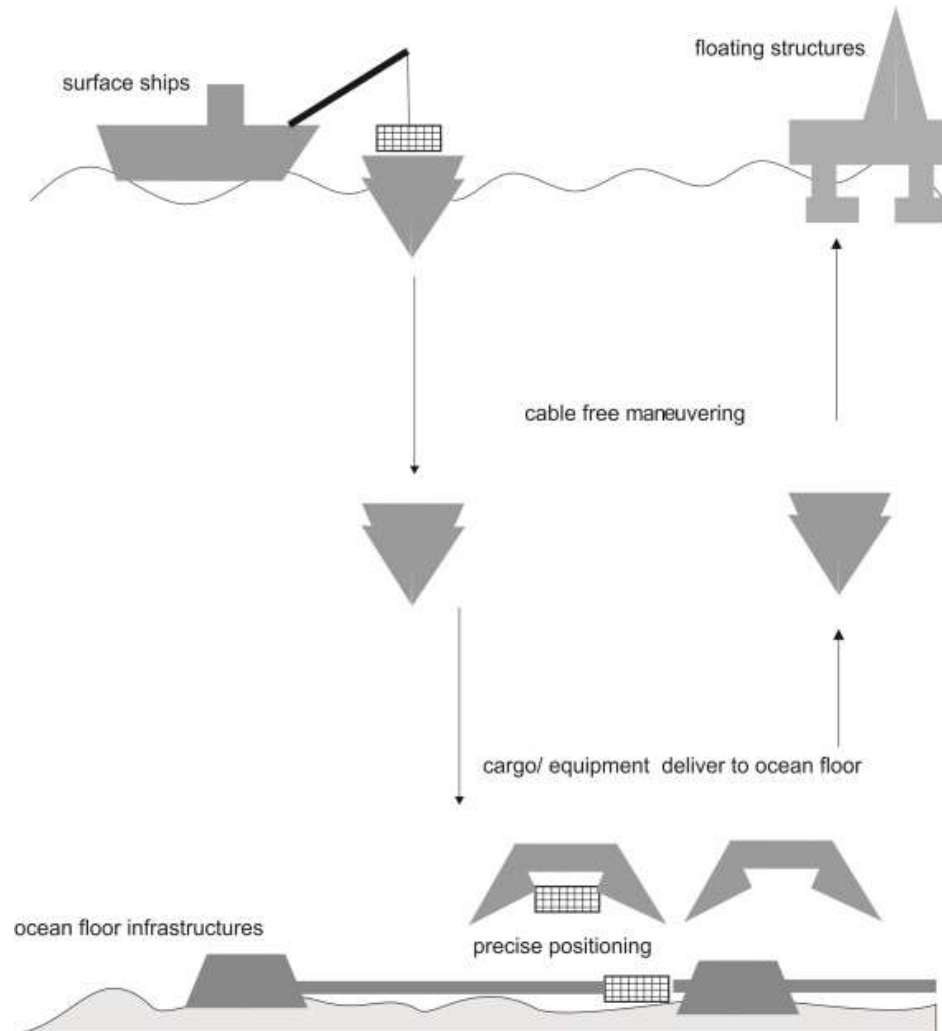 floating structures
surface ships
cable free maneuvering
cargo/ equipment deliver to ocean floor
ocean floor infrastructures
precise positioning